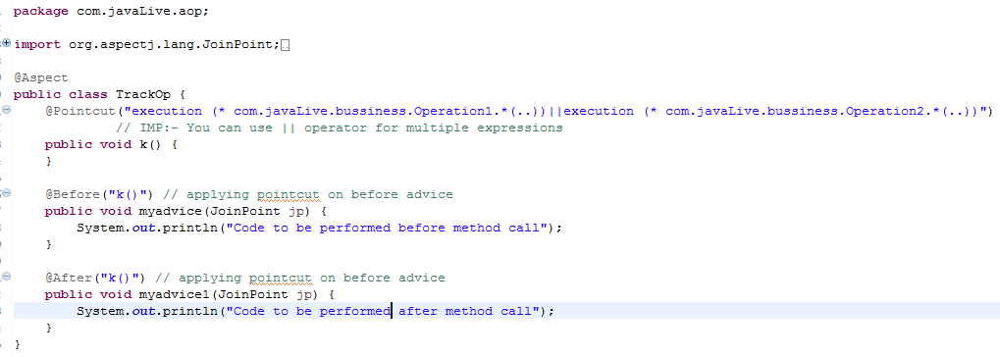 package com.javaLive.aop;
import org.aspectj.lang.JoinPoint;
@Aspect
public class TrackOp {
@Pointcut("execution (* com.javaLive.bussiness.Operation1.*(..))||execution (* com.javaLive.bussiness.Operation2.*(..))")
// IMP:- You can use || operator for multiple expressions
public void k() {
}
@Before("k()") // applying pointcut on before advice
public void myadvice(JoinPoint jp) {
System.out.println("Code to be performed before method call");
}
@After("k()") // applying pointcut on before advice
public void myadvice1(JoinPoint jp) {
System.out.println("Code to be performed after method call");
}
}